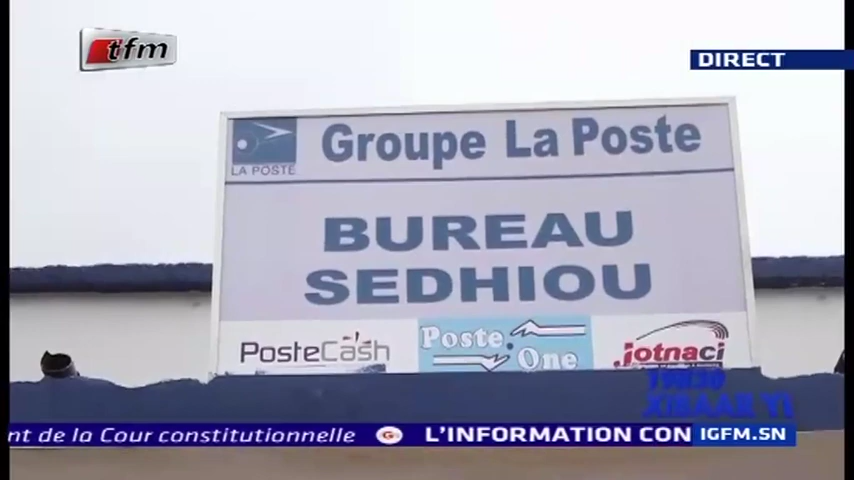 tfm
DIRECT
Groupe La Poste
LA POSTE
BUREAU
SEDHIOU
PosteCash
Poste One
Jotnaci
19H30
XIBAAR YI
nt de la Cour constitutionnelle
L'INFORMATION CON
IGFM.SN